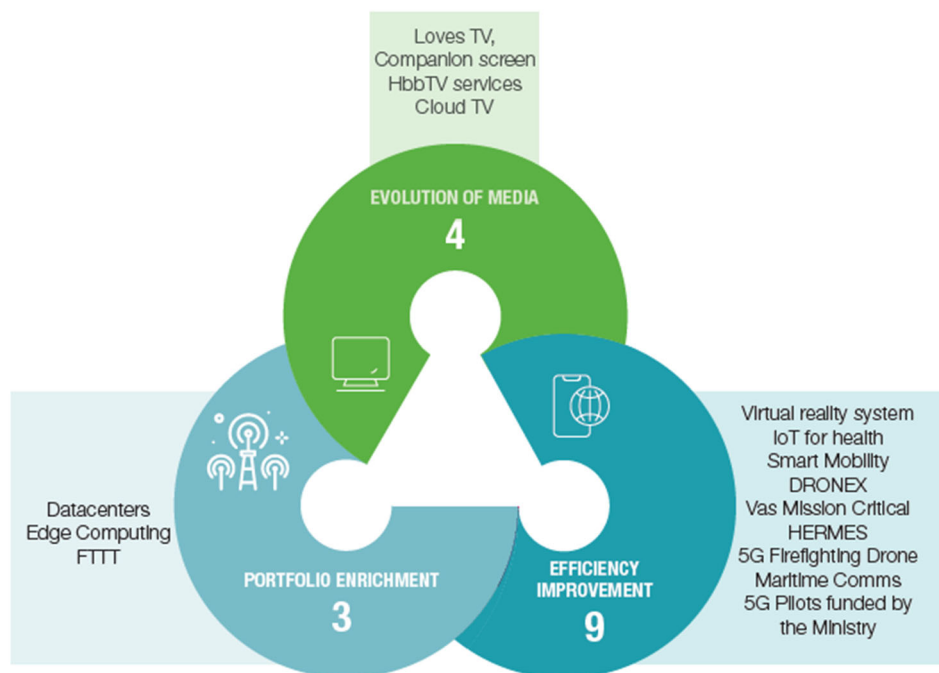 Loves TV,
Companion screen
HbbTV services
Cloud TV
EVOLUTION OF MEDIA
4
Datacenters
Edge Computing
FTTT
PORTFOLIO ENRICHMENT
3
EFFICIENCY
IMPROVEMENT
9
Virtual reality system
IoT for health
Smart Mobility
DRONEX
Vas Mission Critical
HERMES
5G Firefighting Drone
Maritime Comms
5G Pilots funded by
the Ministry